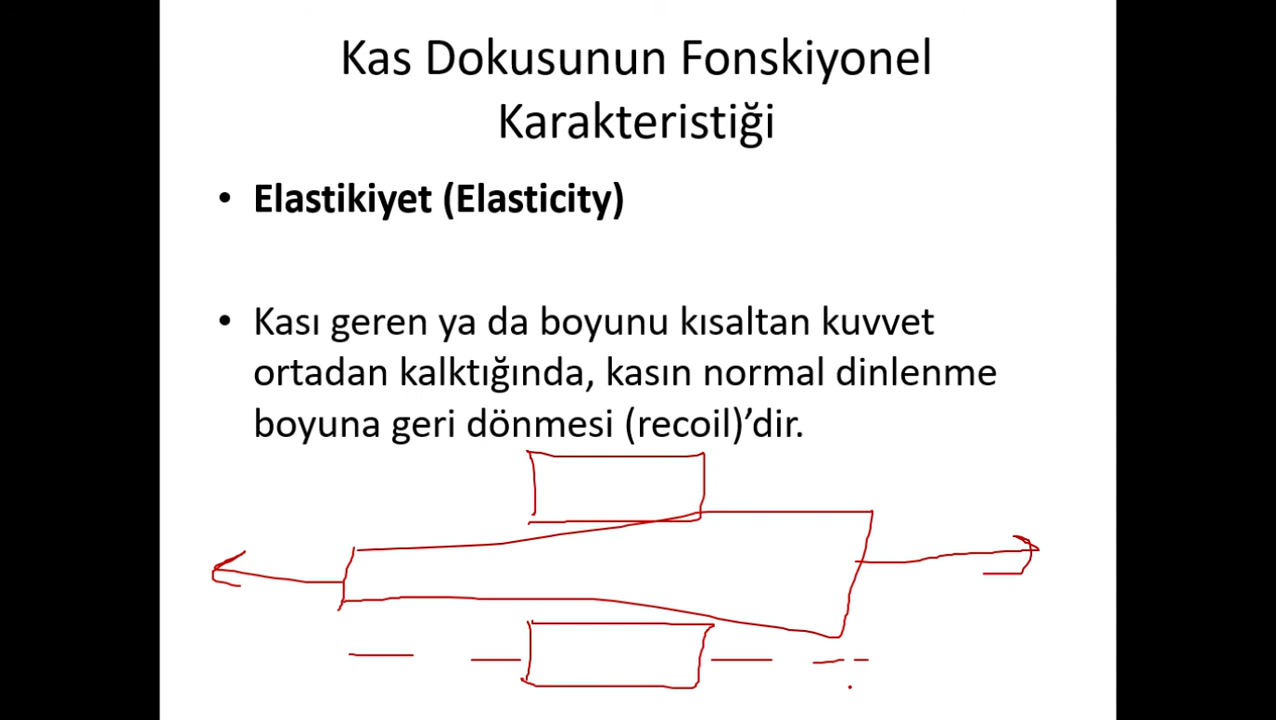 Kas Dokusunun Fonskiyonel
Karakteristiği
• Elastikiyet (Elasticity)
• Kası geren ya da boyunu kısaltan kuvvet
ortadan kalktığında, kasın normal dinlenme
boyuna geri dönmesi (recoil)’dir.